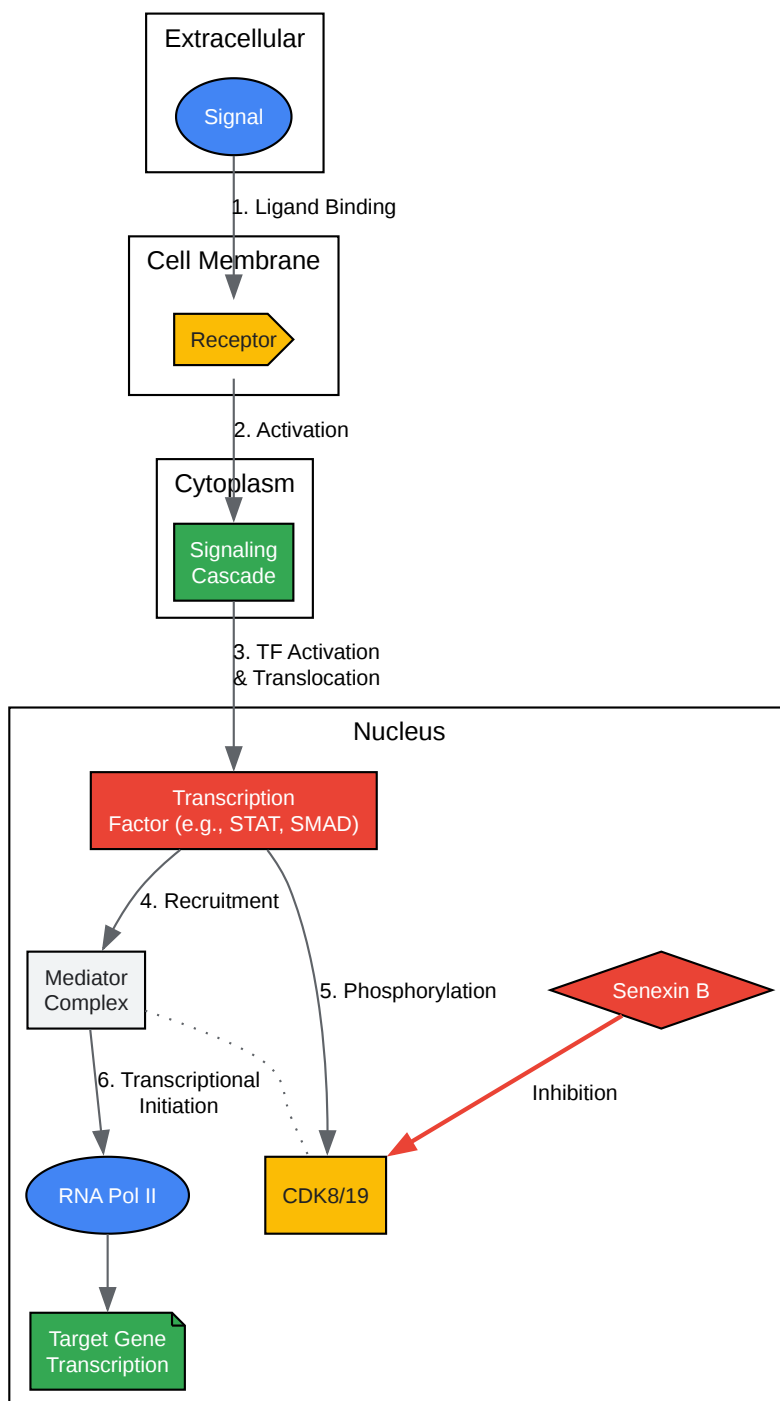 Extracellular
Signal
1. Ligand Binding
Cell Membrane
Receptor
2. Activation
Cytoplasm
Signaling
Cascade
3. TF Activation
& Translocation
Nucleus
Transcription
Factor (e.g., STAT, SMAD)
4. Recruitment
Mediator
Complex
5. Phosphorylation
Senexin B
6. Transcriptional
Initiation
Inhibition
RNA Pol II
CDK8/19
Target Gene
Transcription